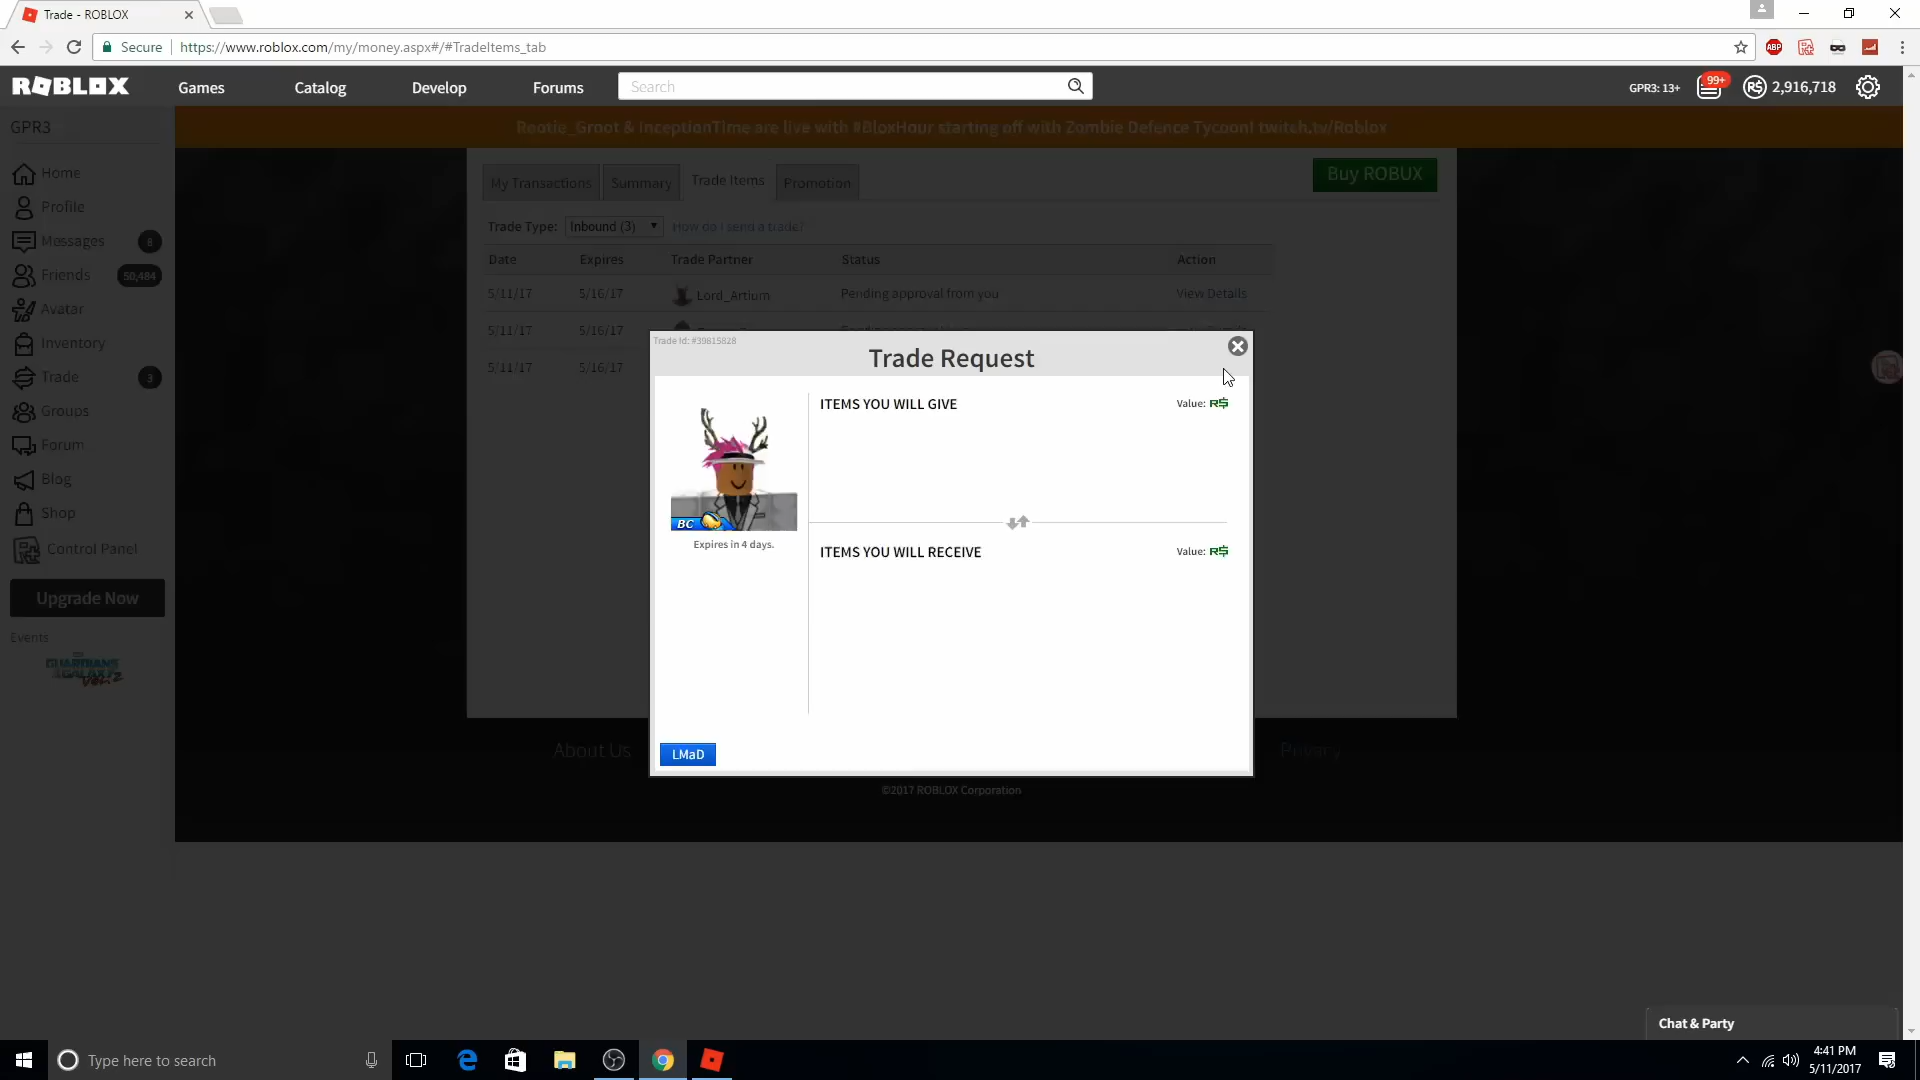 Trade - ROBLOX
Secure
https://www.roblox.com/my/money.aspx#/#TradeItems_tab
ABP
ROBLOX
Games
Catalog
Develop
Forums
Search
GPR3: 13+
99+
R$ 2,916,718
GPR3
Rootie_Groot & InceptionTime are live with #BloxHour starting off with Zombie Defence Tycoon! twitch.tv/Roblox
Home
Profile
Messages 8
Friends 50,484
Avatar
Inventory
Trade 3
Groups
Forum
Blog
Shop
Control Panel
Upgrade Now
Events
GUARDIANS
GALAXY
VOL. 2
My Transactions
Summary
Trade Items
Promotion
Buy ROBUX
Trade Type: Inbound (3) How do I send a trade?
Date Expires Trade Partner Status Action
5/11/17 5/16/17 Lord_Artium Pending approval from you View Details
5/11/17 5/16/17
5/11/17 5/16/17
Trade Id: #39815828
Trade Request
BC
Expires in 4 days.
ITEMS YOU WILL GIVE
Value: R$
ITEMS YOU WILL RECEIVE
Value: R$
LMaD
About Us
Privacy
©2017 ROBLOX Corporation
Chat & Party
Type here to search
4:41 PM
5/11/2017